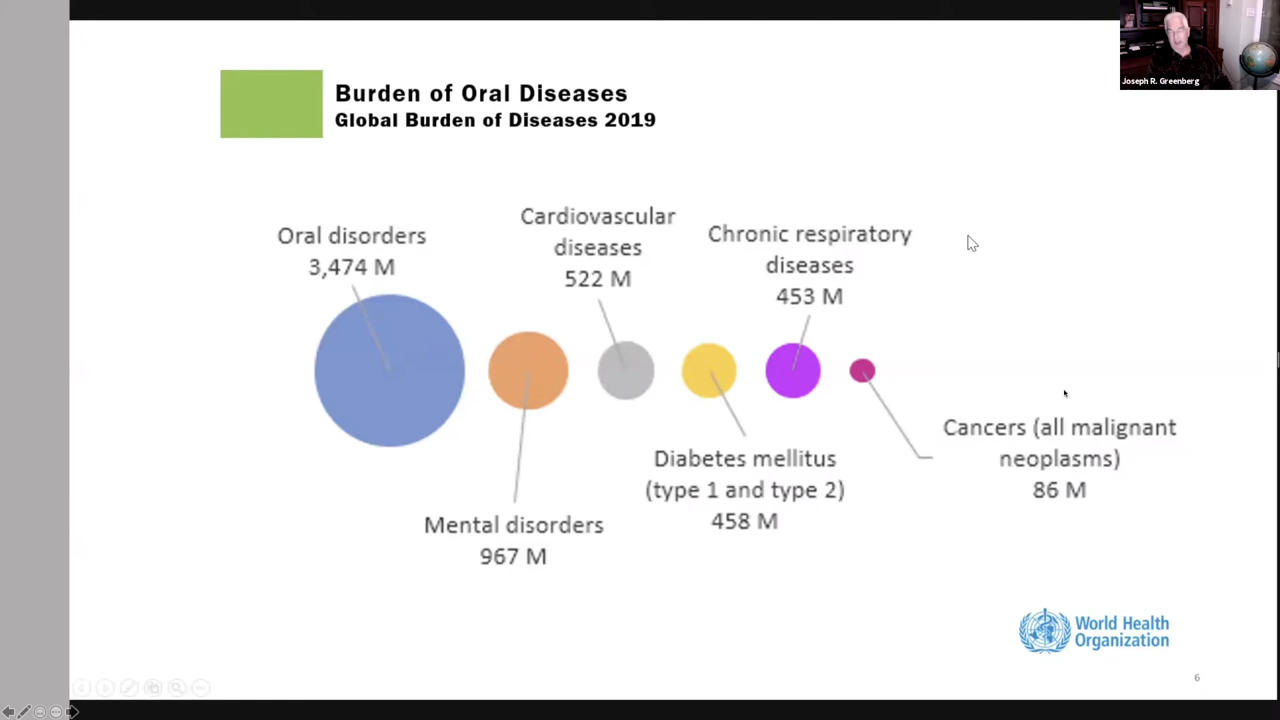 Joseph R. Greenberg
Burden of Oral Diseases
Global Burden of Diseases 2019
Oral disorders
3,474 M
Cardiovascular
diseases
522 M
Chronic respiratory
diseases
453 M
Mental disorders
967 M
Diabetes mellitus
(type 1 and type 2)
458 M
Cancers (all malignant
neoplasms)
86 M
World Health
Organization
6